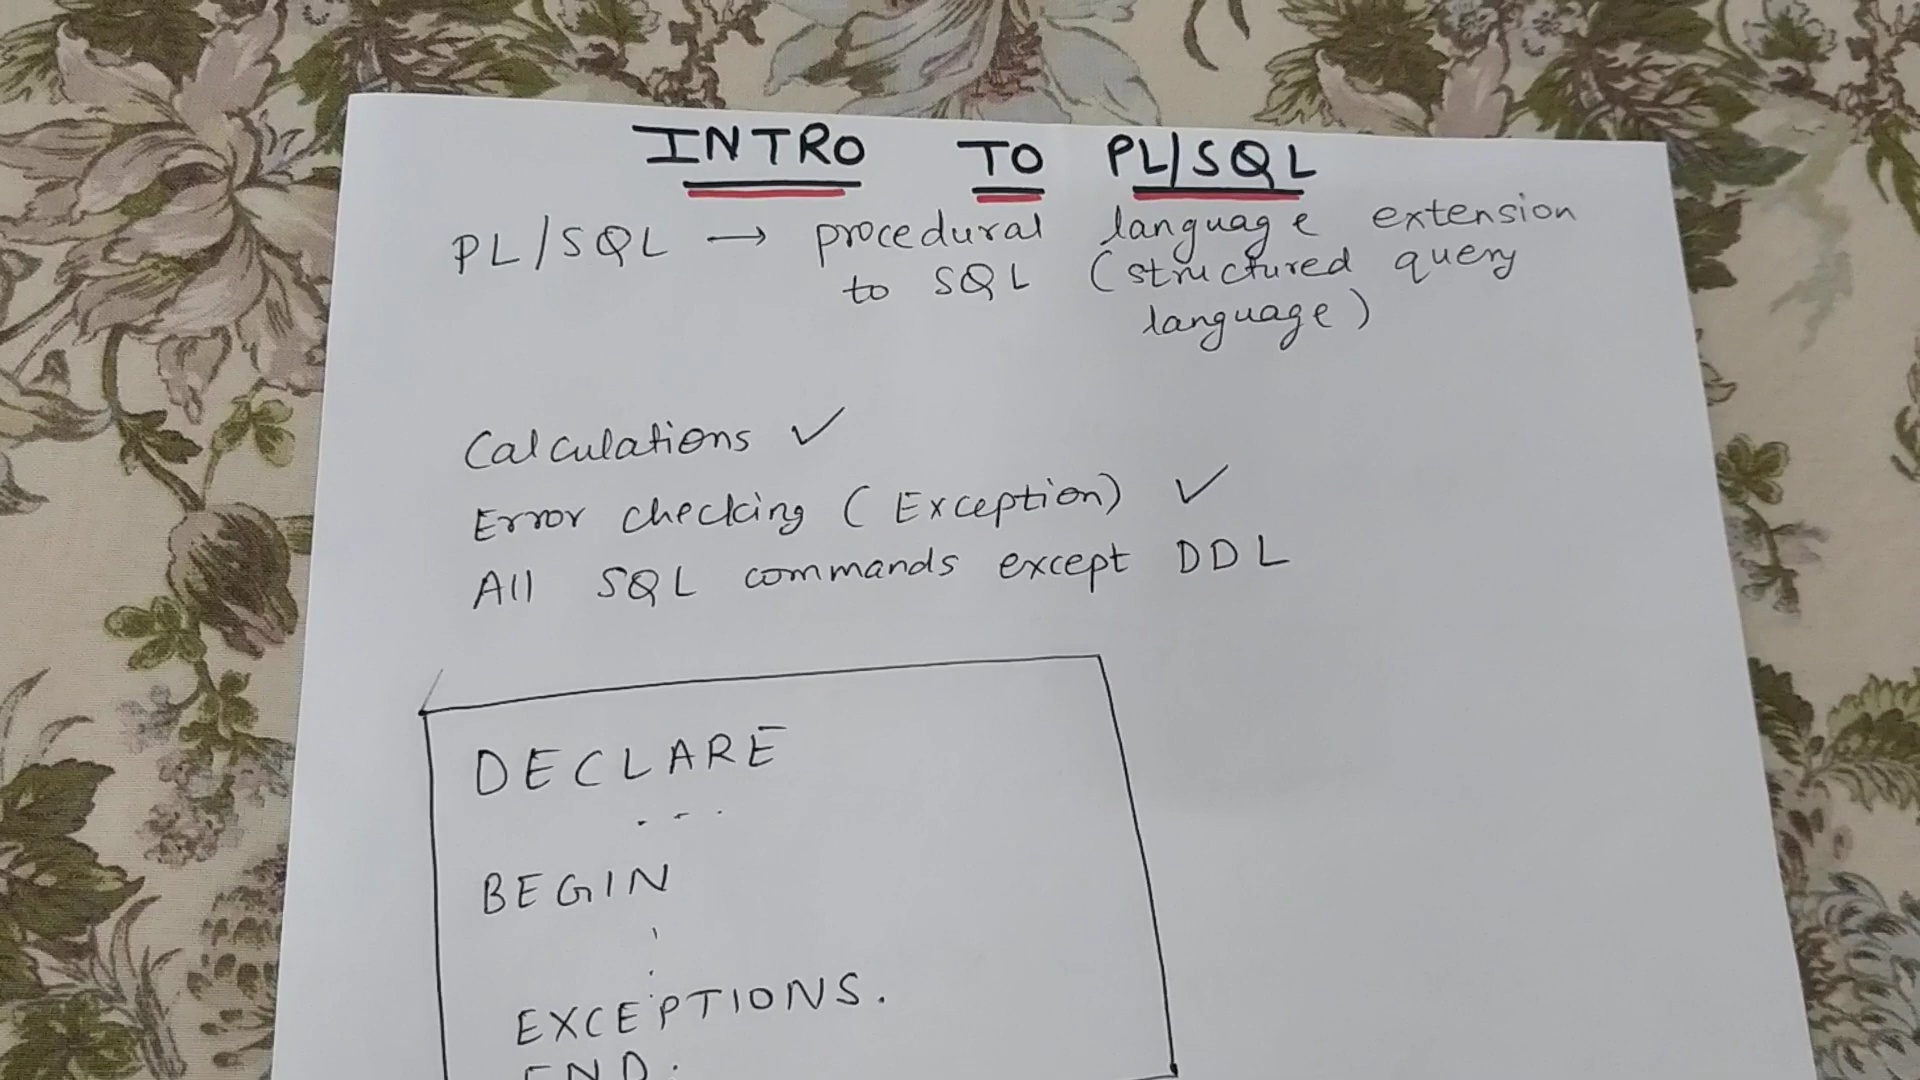 INTRO TO PL/SQL
PL/SQL → procedural language extension
to SQL (structured query
language)
Calculations ✓
Error checking (Exception) ✓
All SQL commands except DDL
DECLARE
...
BEGIN
EXCEPTIONS.
END;